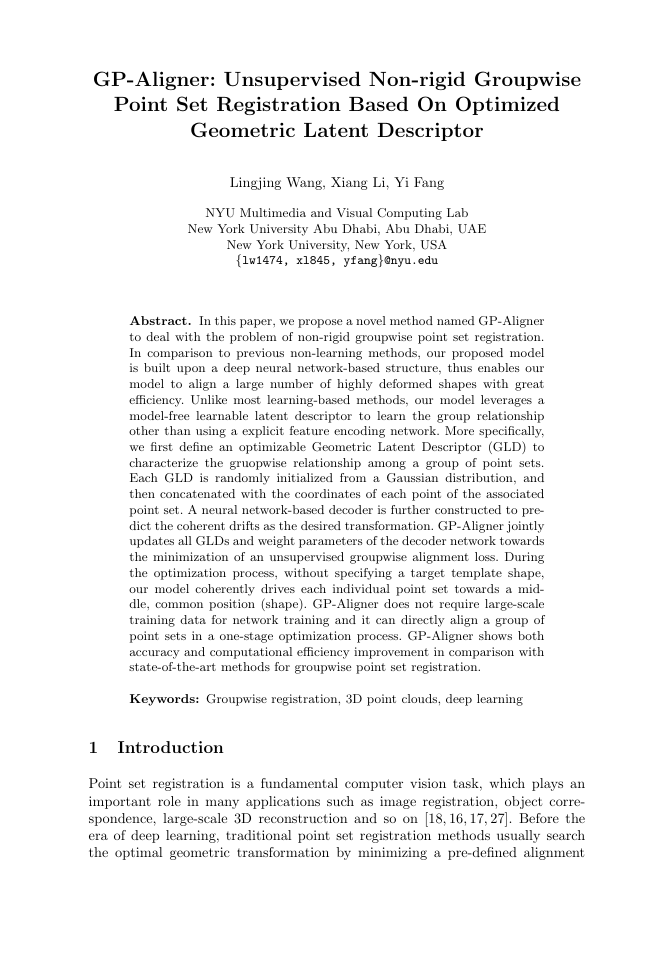 GP-Aligner: Unsupervised Non-rigid Groupwise
Point Set Registration Based On Optimized
Geometric Latent Descriptor
Lingjing Wang, Xiang Li, Yi Fang
NYU Multimedia and Visual Computing Lab
New York University Abu Dhabi, Abu Dhabi, UAE
New York University, New York, USA
{lw1474, xl845, yfang}@nyu.edu
Abstract. In this paper, we propose a novel method named GP-Aligner
to deal with the problem of non-rigid groupwise point set registration.
In comparison to previous non-learning methods, our proposed model
is built upon a deep neural network-based structure, thus enables our
model to align a large number of highly deformed shapes with great
efficiency. Unlike most learning-based methods, our model leverages a
model-free learnable latent descriptor to learn the group relationship
other than using a explicit feature encoding network. More specifically,
we first define an optimizable Geometric Latent Descriptor (GLD) to
characterize the gruopwise relationship among a group of point sets.
Each GLD is randomly initialized from a Gaussian distribution, and
then concatenated with the coordinates of each point of the associated
point set. A neural network-based decoder is further constructed to pre-
dict the coherent drifts as the desired transformation. GP-Aligner jointly
updates all GLDs and weight parameters of the decoder network towards
the minimization of an unsupervised groupwise alignment loss. During
the optimization process, without specifying a target template shape,
our model coherently drives each individual point set towards a mid-
dle, common position (shape). GP-Aligner does not require large-scale
training data for network training and it can directly align a group of
point sets in a one-stage optimization process. GP-Aligner shows both
accuracy and computational efficiency improvement in comparison with
state-of-the-art methods for groupwise point set registration.
Keywords: Groupwise registration, 3D point clouds, deep learning
1 Introduction
Point set registration is a fundamental computer vision task, which plays an
important role in many applications such as image registration, object corre-
spondence, large-scale 3D reconstruction and so on [18, 16, 17, 27]. Before the
era of deep learning, traditional point set registration methods usually search
the optimal geometric transformation by minimizing a pre-defined alignment